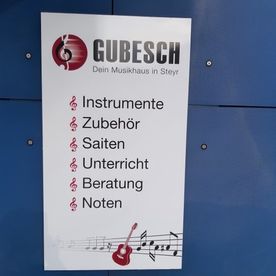 GUBESCH
Dein Musikhaus in Steyr
Instrumente
Zubehör
Saiten
Unterricht
Beratung
Noten